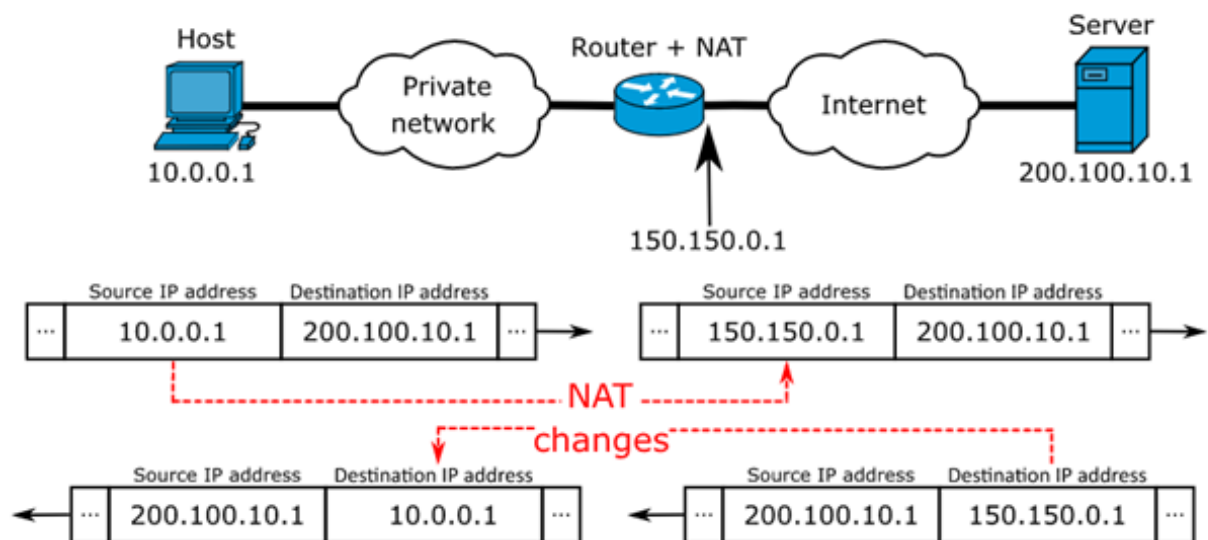 Host
Router + NAT
Server
Private
network
Internet
10.0.0.1
200.100.10.1
150.150.0.1
Source IP address Destination IP address
... 10.0.0.1 200.100.10.1 ...
Source IP address Destination IP address
... 150.150.0.1 200.100.10.1 ...
NAT
changes
Source IP address Destination IP address
... 200.100.10.1 10.0.0.1 ...
Source IP address Destination IP address
... 200.100.10.1 150.150.0.1 ...